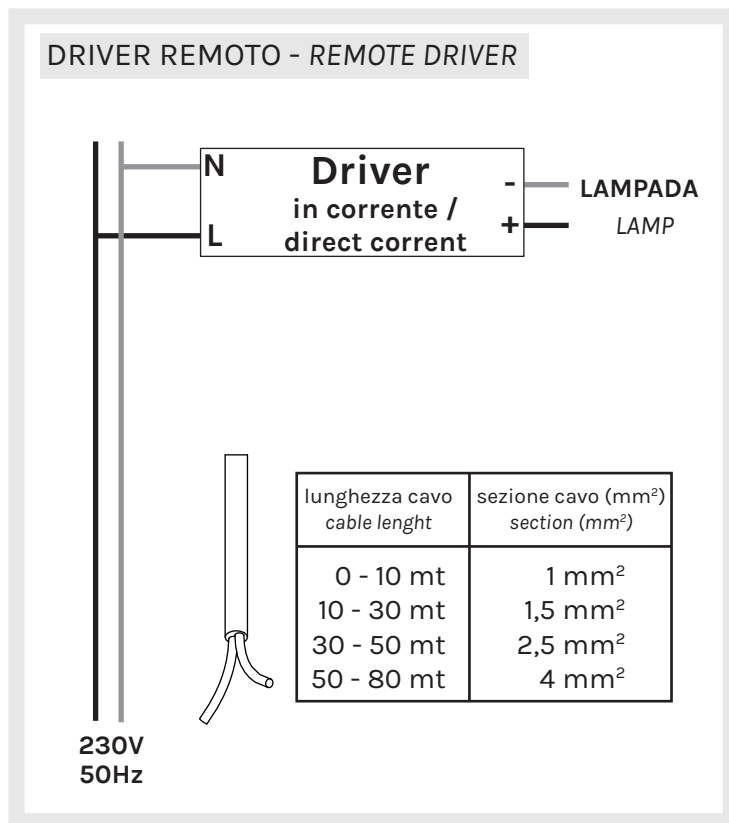 DRIVER REMOTO - REMOTE DRIVER
N
Driver
in corrente /
direct current
L
-
+
LAMPADA
LAMP
lunghezza cavo
cable lenght
sezione cavo (mm²)
section (mm²)
0 - 10 mt 1 mm²
10 - 30 mt 1,5 mm²
30 - 50 mt 2,5 mm²
50 - 80 mt 4 mm²
230V
50Hz